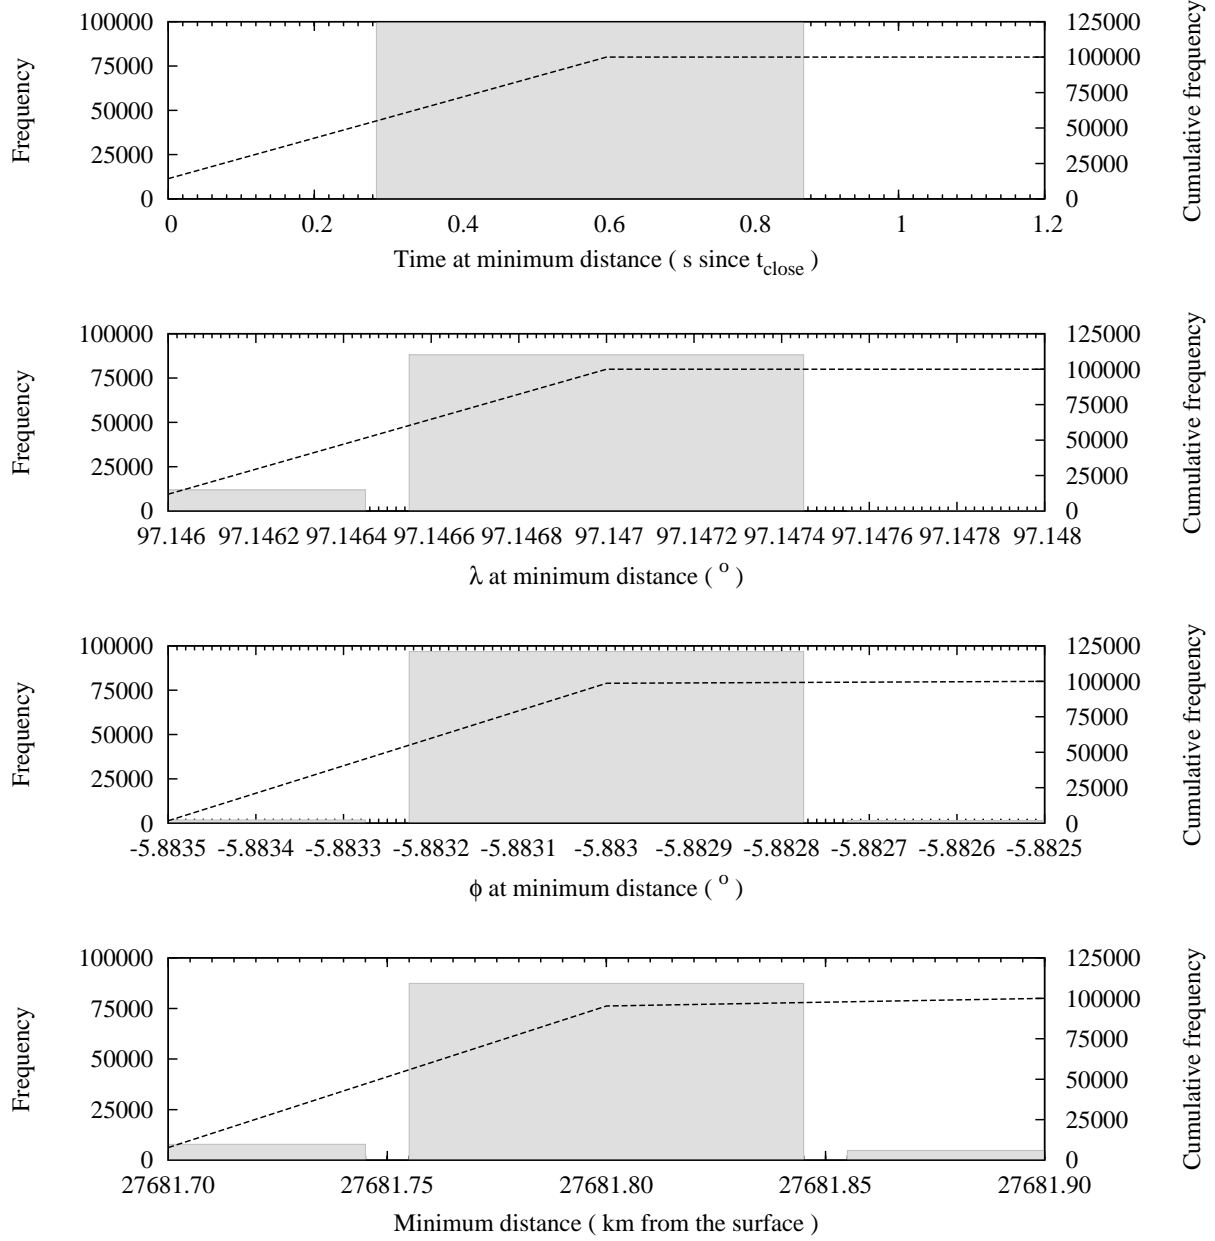 100000
75000
50000
25000
0
Frequency
125000
100000
75000
50000
25000
0
Cumulative frequency
0 0.2 0.4 0.6 0.8 1 1.2
Time at minimum distance ( s since t_close )
100000
75000
50000
25000
0
Frequency
125000
100000
75000
50000
25000
0
Cumulative frequency
97.146 97.1462 97.1464 97.1466 97.1468 97.147 97.1472 97.1474 97.1476 97.1478 97.148
λ at minimum distance ( º )
100000
75000
50000
25000
0
Frequency
125000
100000
75000
50000
25000
0
Cumulative frequency
-5.8835 -5.8834 -5.8833 -5.8832 -5.8831 -5.883 -5.8829 -5.8828 -5.8827 -5.8826 -5.8825
ϕ at minimum distance ( º )
100000
75000
50000
25000
0
Frequency
125000
100000
75000
50000
25000
0
Cumulative frequency
27681.70 27681.75 27681.80 27681.85 27681.90
Minimum distance ( km from the surface )